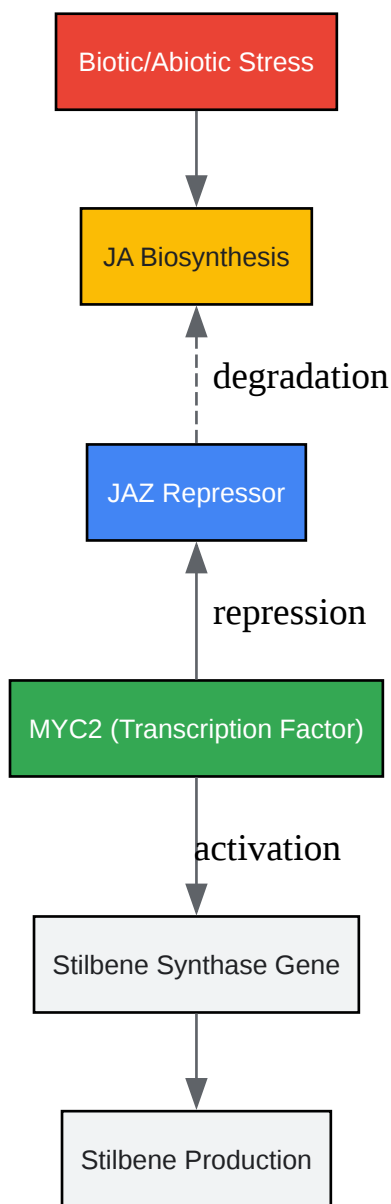 Biotic/Abiotic Stress
JA Biosynthesis
degradation
JAZ Repressor
repression
MYC2 (Transcription Factor)
activation
Stilbene Synthase Gene
Stilbene Production